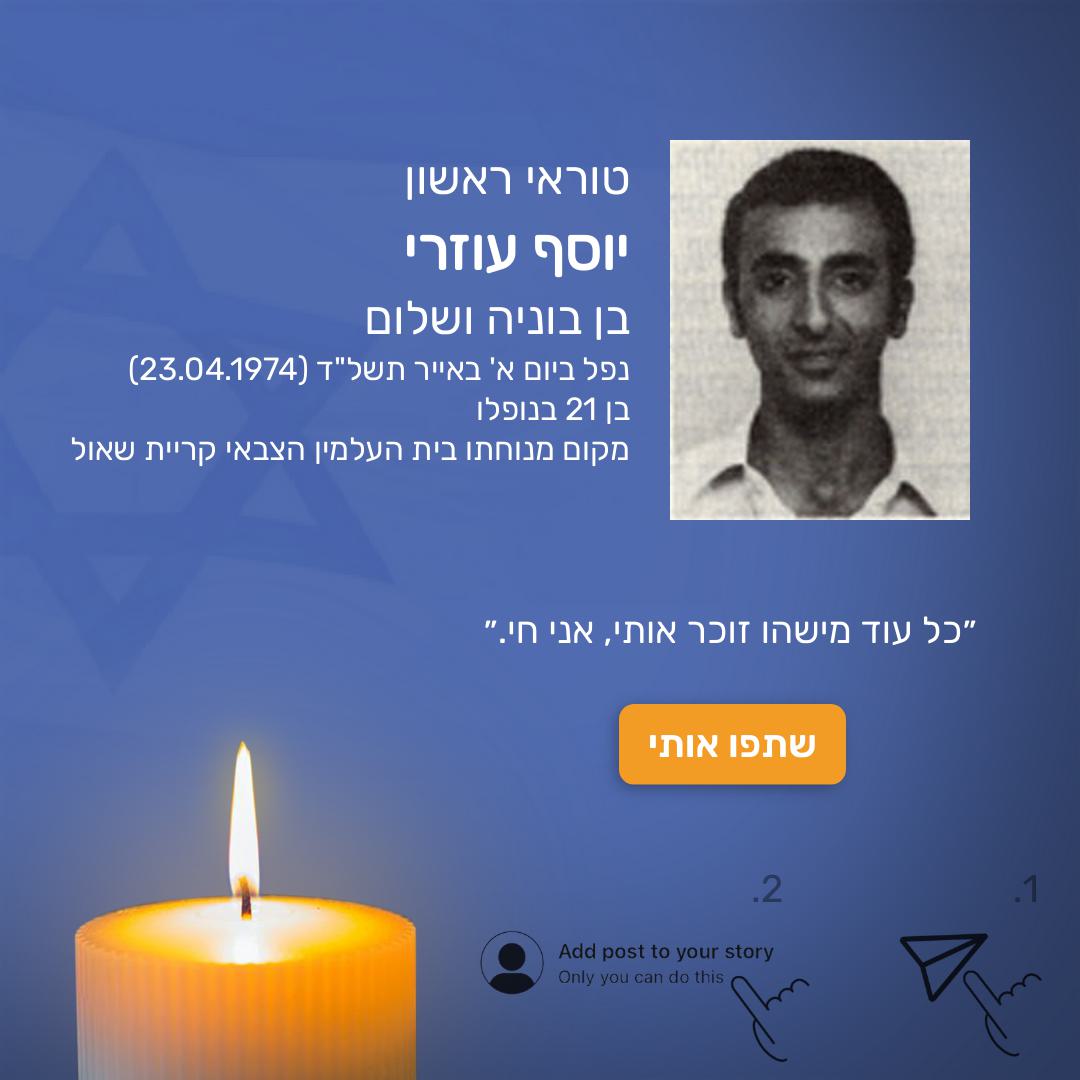 טוראי ראשון
יוסף עוזרי
בן בוניה ושלום
נפל ביום א' באייר תשל"ד (23.04.1974)
בן 21 בנופלו
מקום מנוחתו בית העלמין הצבאי קריית שאול
״כל עוד מישהו זוכר אותי, אני חי.״
שתפו אותי
1.
2.
Add post to your story
Only you can do this